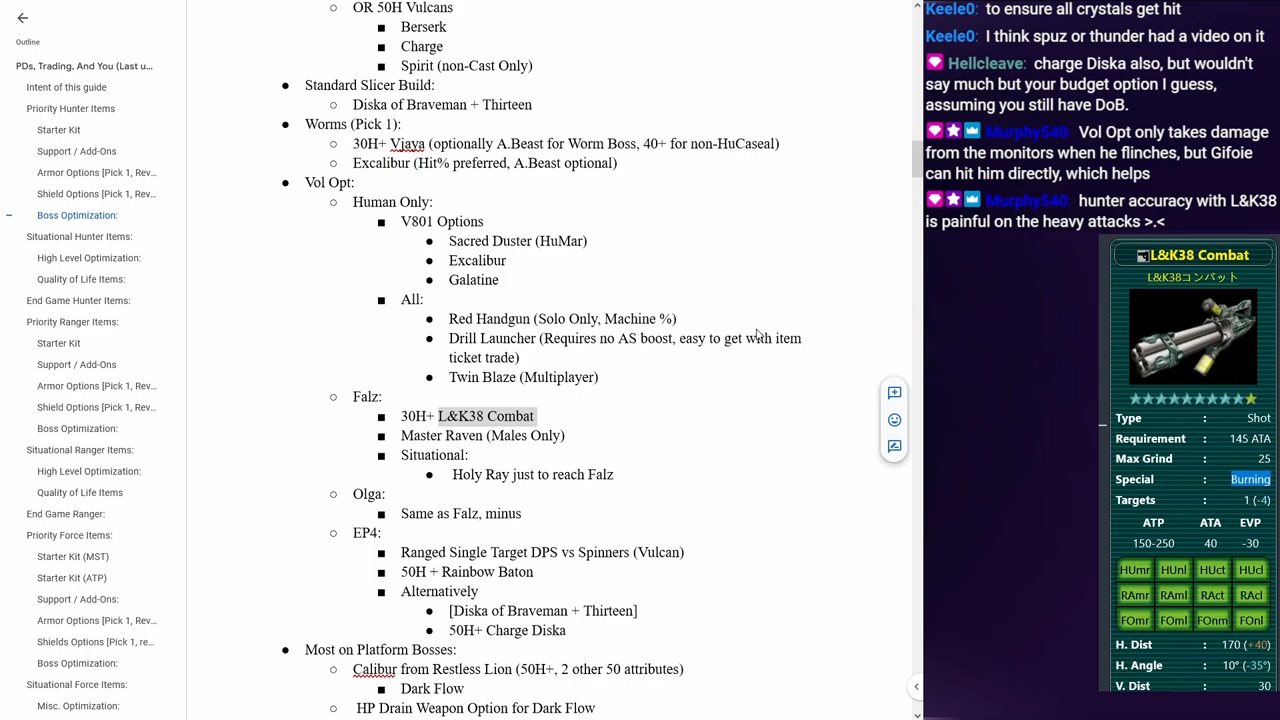 Outline
PDs, Trading, And You (Last u...
Intent of this guide
Priority Hunter Items
Starter Kit
Support / Add-Ons
Armor Options [Pick 1, Rev...
Shield Options [Pick 1, Rev...
Boss Optimization:
Situational Hunter Items:
High Level Optimization:
Quality of Life Items:
End Game Hunter Items:
Priority Ranger Items:
Starter Kit
Support / Add-Ons:
Armor Options [Pick 1, Rev...
Shield Options [Pick 1, Rev...
Boss Optimization:
Situational Ranger Items:
High Level Optimization:
Quality of Life Items
End Game Ranger:
Priority Force Items:
Starter Kit (MST)
Starter Kit (ATP)
Support / Add-Ons:
Armor Options [Pick 1, Rev...
Shields Options [Pick 1, re...
Boss Optimization:
Situational Force Items:
Misc. Optimization:
OR 50H Vulcans
Berserk
Charge
Spirit (non-Cast Only)
Standard Slicer Build:
Diska of Braveman + Thirteen
Worms (Pick 1):
30H+ Vjaya (optionally A.Beast for Worm Boss, 40+ for non-HuCaseal)
Excalibur (Hit% preferred, A.Beast optional)
Vol Opt:
Human Only:
V801 Options
Sacred Duster (HuMar)
Excalibur
Galatine
All:
Red Handgun (Solo Only, Machine %)
Drill Launcher (Requires no AS boost, easy to get with item
ticket trade)
Twin Blaze (Multiplayer)
Falz:
30H+ L&K38 Combat
Master Raven (Males Only)
Situational:
Holy Ray just to reach Falz
Olga:
Same as Falz, minus
EP4:
Ranged Single Target DPS vs Spinners (Vulcan)
50H + Rainbow Baton
Alternatively
[Diska of Braveman + Thirteen]
50H+ Charge Diska
Most on Platform Bosses:
Calibur from Restless Lion (50H+, 2 other 50 attributes)
Dark Flow
HP Drain Weapon Option for Dark Flow
Keele0: to ensure all crystals get hit
Keele0: I think spuz or thunder had a video on it
Hellcleave: charge Diska also, but wouldn't
say much but your budget option I guess,
assuming you still have DoB.
Murphy540: Vol Opt only takes damage
from the monitors when he flinches, but Gifoie
can hit him directly, which helps
Murphy540: hunter accuracy with L&K38
is painful on the heavy attacks >.<
L&K38 Combat
L&K38コンバット
Type : Shot
Requirement : 145 ATA
Max Grind : 25
Special : Burning
Targets : 1 (-4)
ATP ATA EVP
150-250 40 -30
HUmr HUnl HUct HUcl
RAmr RAml RAct RAcl
FOmr FOml FOnm FOnl
H. Dist : 170 (+40)
H. Angle : 10° (-35°)
V. Dist : 30